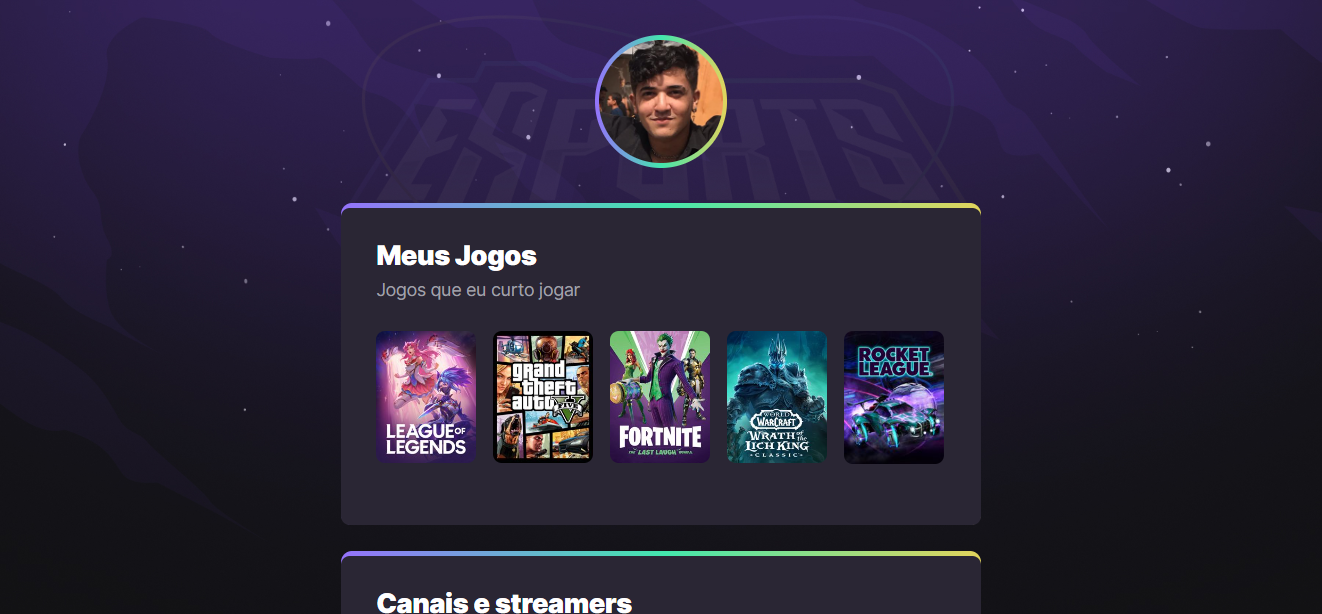 ESPORTS
Meus Jogos
Jogos que eu curto jogar
LEAGUE OF
LEGENDS
grand
theft
auto V
FIVE
FORTNITE
THE LAST LAUGH BUNDLE
WORLD
WARCRAFT
WRATH of the
LICH KING
CLASSIC
ROCKET
LEAGUE
Canais e streamers